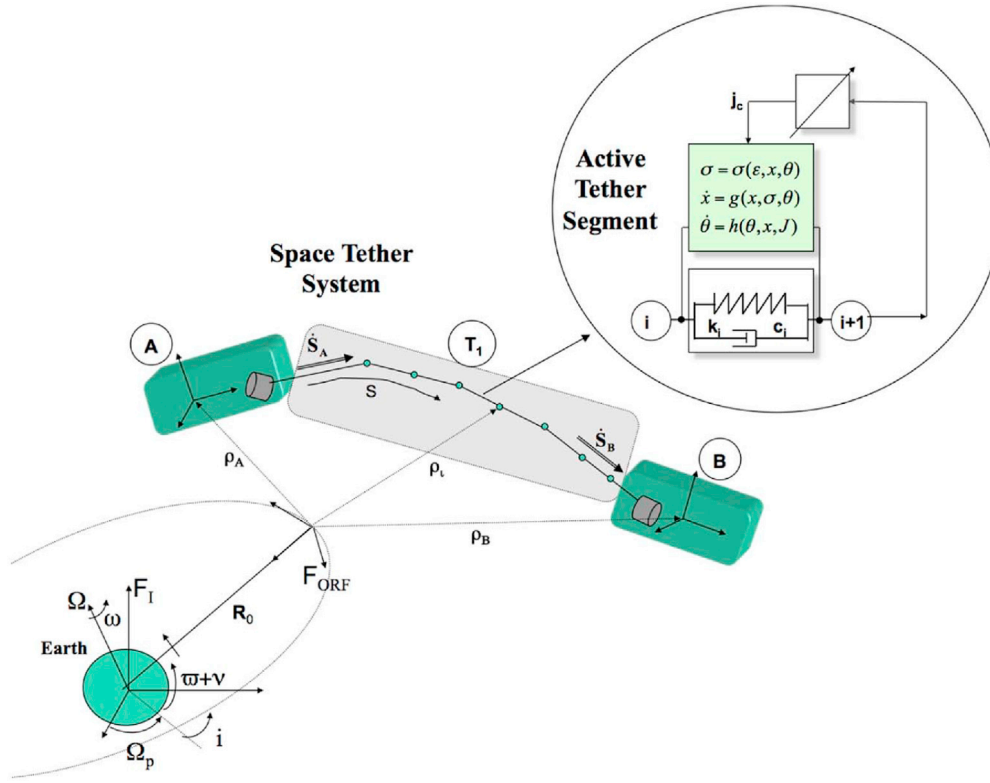 j_c
σ = σ(ε, x, θ)
ẋ = g(x, σ, θ)
θ̇ = h(θ, x, J)
Active
Tether
Segment
i
k_i
c_i
i+1
Space Tether
System
A
Ṡ_A
T_1
S
Ṡ_B
B
ρ_A
ρ_ι
ρ_B
F_ORF
R_0
Ω
ω
F_I
Earth
ϖ+ν
Ω_p
i